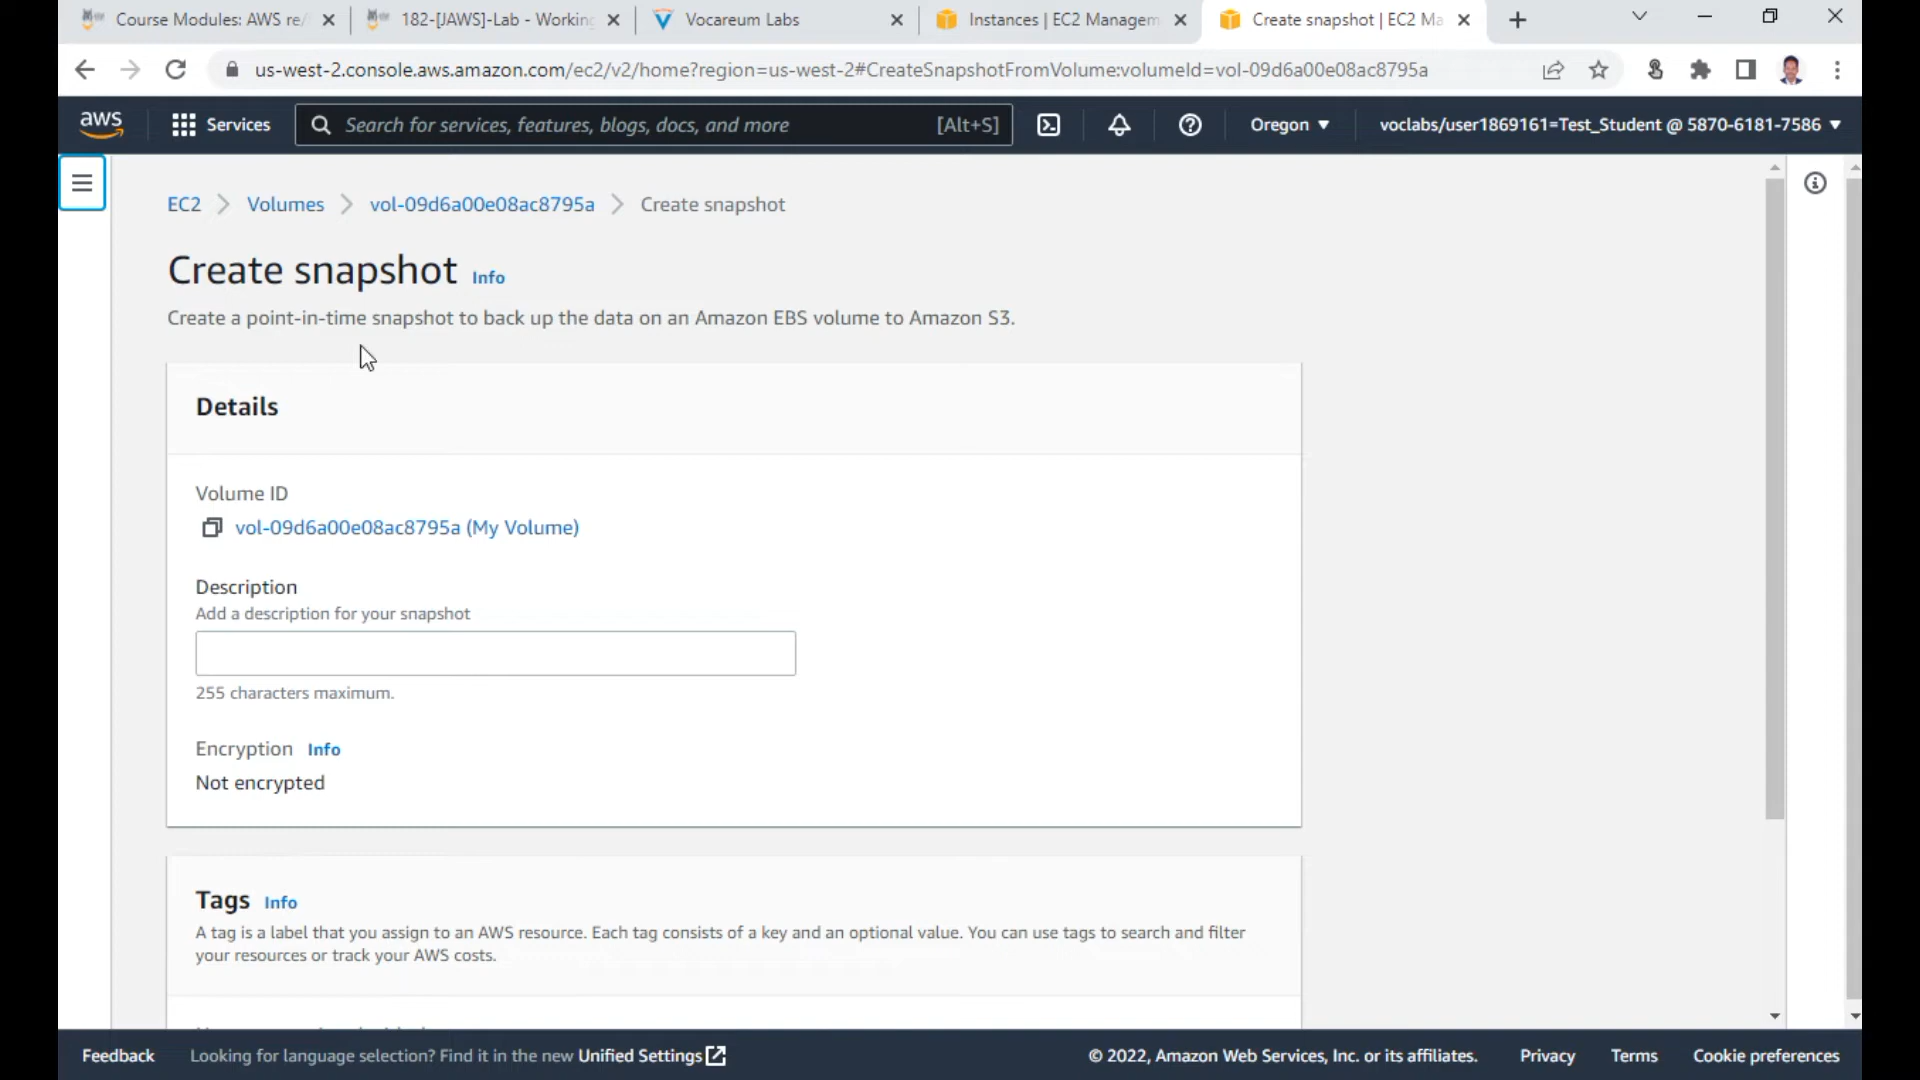 Course Modules: AWS re/
182-[JAWS]-Lab - Working
Vocareum Labs
Instances | EC2 Managem
Create snapshot | EC2 Ma
us-west-2.console.aws.amazon.com/ec2/v2/home?region=us-west-2#CreateSnapshotFromVolume:volumeId=vol-09d6a00e08ac8795a
aws
Services
Search for services, features, blogs, docs, and more
[Alt+S]
Oregon
voclabs/user1869161=Test_Student @ 5870-6181-7586
EC2
Volumes
vol-09d6a00e08ac8795a
Create snapshot
Create snapshot Info
Create a point-in-time snapshot to back up the data on an Amazon EBS volume to Amazon S3.
Details
Volume ID
vol-09d6a00e08ac8795a (My Volume)
Description
Add a description for your snapshot
255 characters maximum.
Encryption Info
Not encrypted
Tags Info
A tag is a label that you assign to an AWS resource. Each tag consists of a key and an optional value. You can use tags to search and filter
your resources or track your AWS costs.
Feedback
Looking for language selection? Find it in the new Unified Settings
© 2022, Amazon Web Services, Inc. or its affiliates.
Privacy
Terms
Cookie preferences